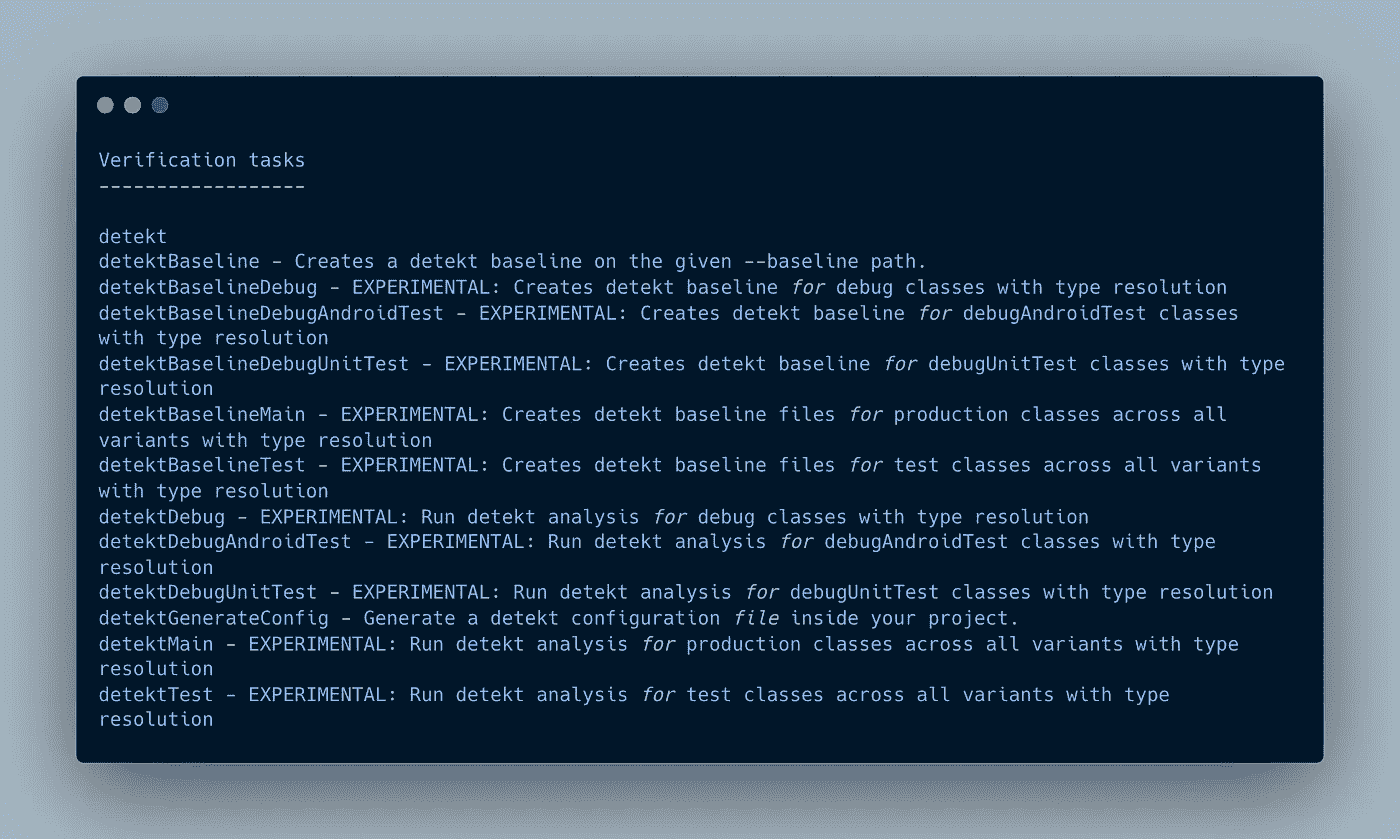 Verification tasks
------------------
detekt
detektBaseline - Creates a detekt baseline on the given --baseline path.
detektBaselineDebug - EXPERIMENTAL: Creates detekt baseline for debug classes with type resolution
detektBaselineDebugAndroidTest - EXPERIMENTAL: Creates detekt baseline for debugAndroidTest classes
with type resolution
detektBaselineDebugUnitTest - EXPERIMENTAL: Creates detekt baseline for debugUnitTest classes with type
resolution
detektBaselineMain - EXPERIMENTAL: Creates detekt baseline files for production classes across all
variants with type resolution
detektBaselineTest - EXPERIMENTAL: Creates detekt baseline files for test classes across all variants
with type resolution
detektDebug - EXPERIMENTAL: Run detekt analysis for debug classes with type resolution
detektDebugAndroidTest - EXPERIMENTAL: Run detekt analysis for debugAndroidTest classes with type
resolution
detektDebugUnitTest - EXPERIMENTAL: Run detekt analysis for debugUnitTest classes with type resolution
detektGenerateConfig - Generate a detekt configuration file inside your project.
detektMain - EXPERIMENTAL: Run detekt analysis for production classes across all variants with type
resolution
detektTest - EXPERIMENTAL: Run detekt analysis for test classes across all variants with type
resolution